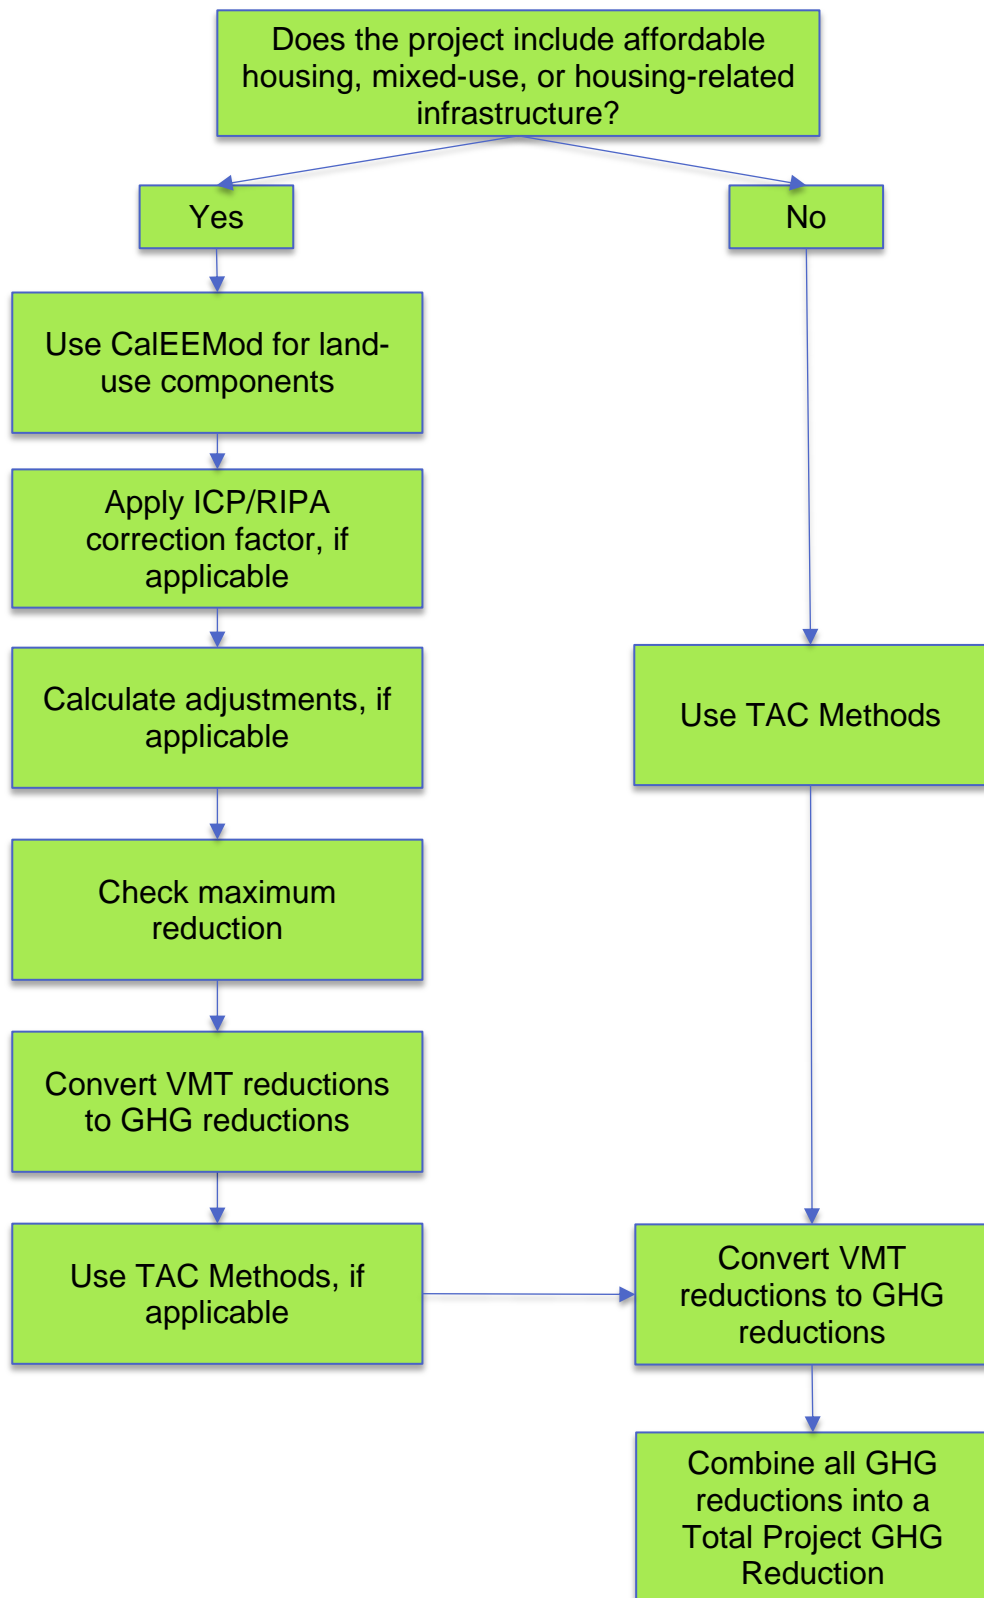 Does the project include affordable
housing, mixed-use, or housing-related
infrastructure?
Yes
No
Use CalEEMod for land-
use components
Apply ICP/RIPA
correction factor, if
applicable
Calculate adjustments, if
applicable
Use TAC Methods
Check maximum
reduction
Convert VMT reductions
to GHG reductions
Use TAC Methods, if
applicable
Convert VMT
reductions to GHG
reductions
Combine all GHG
reductions into a
Total Project GHG
Reduction